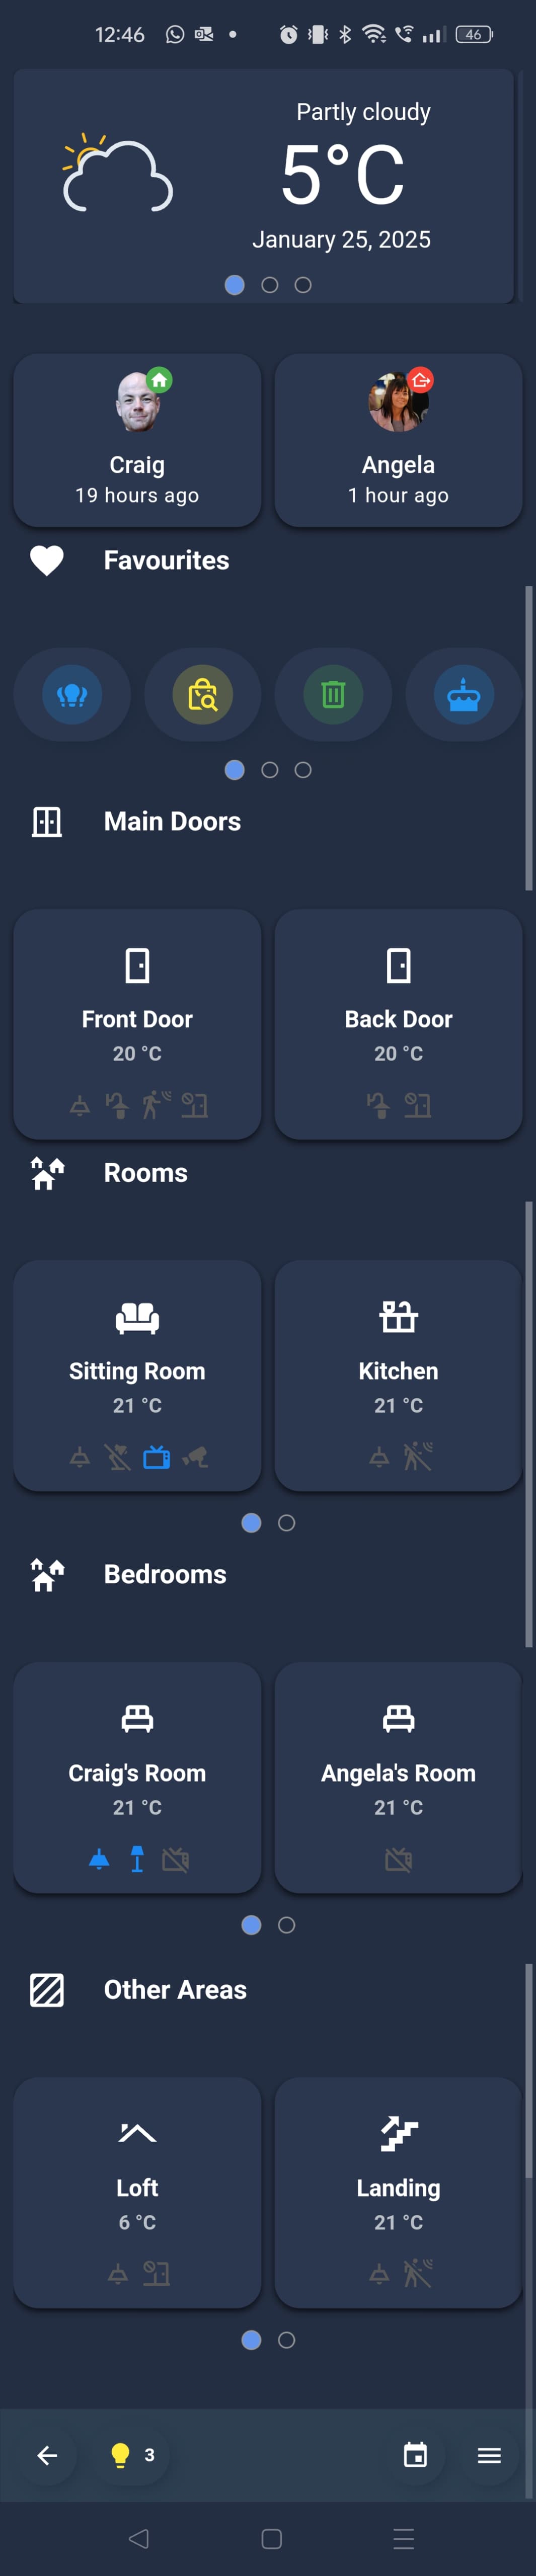 12:46
46
Partly cloudy
5°C
January 25, 2025
Craig
Angela
19 hours ago
1 hour ago
Favourites
Main Doors
Front Door
Back Door
20 °C
20 °C
Rooms
Sitting Room
Kitchen
21 °C
21 °C
Bedrooms
Craig's Room
Angela's Room
21 °C
21 °C
Other Areas
Loft
Landing
6 °C
21 °C
3